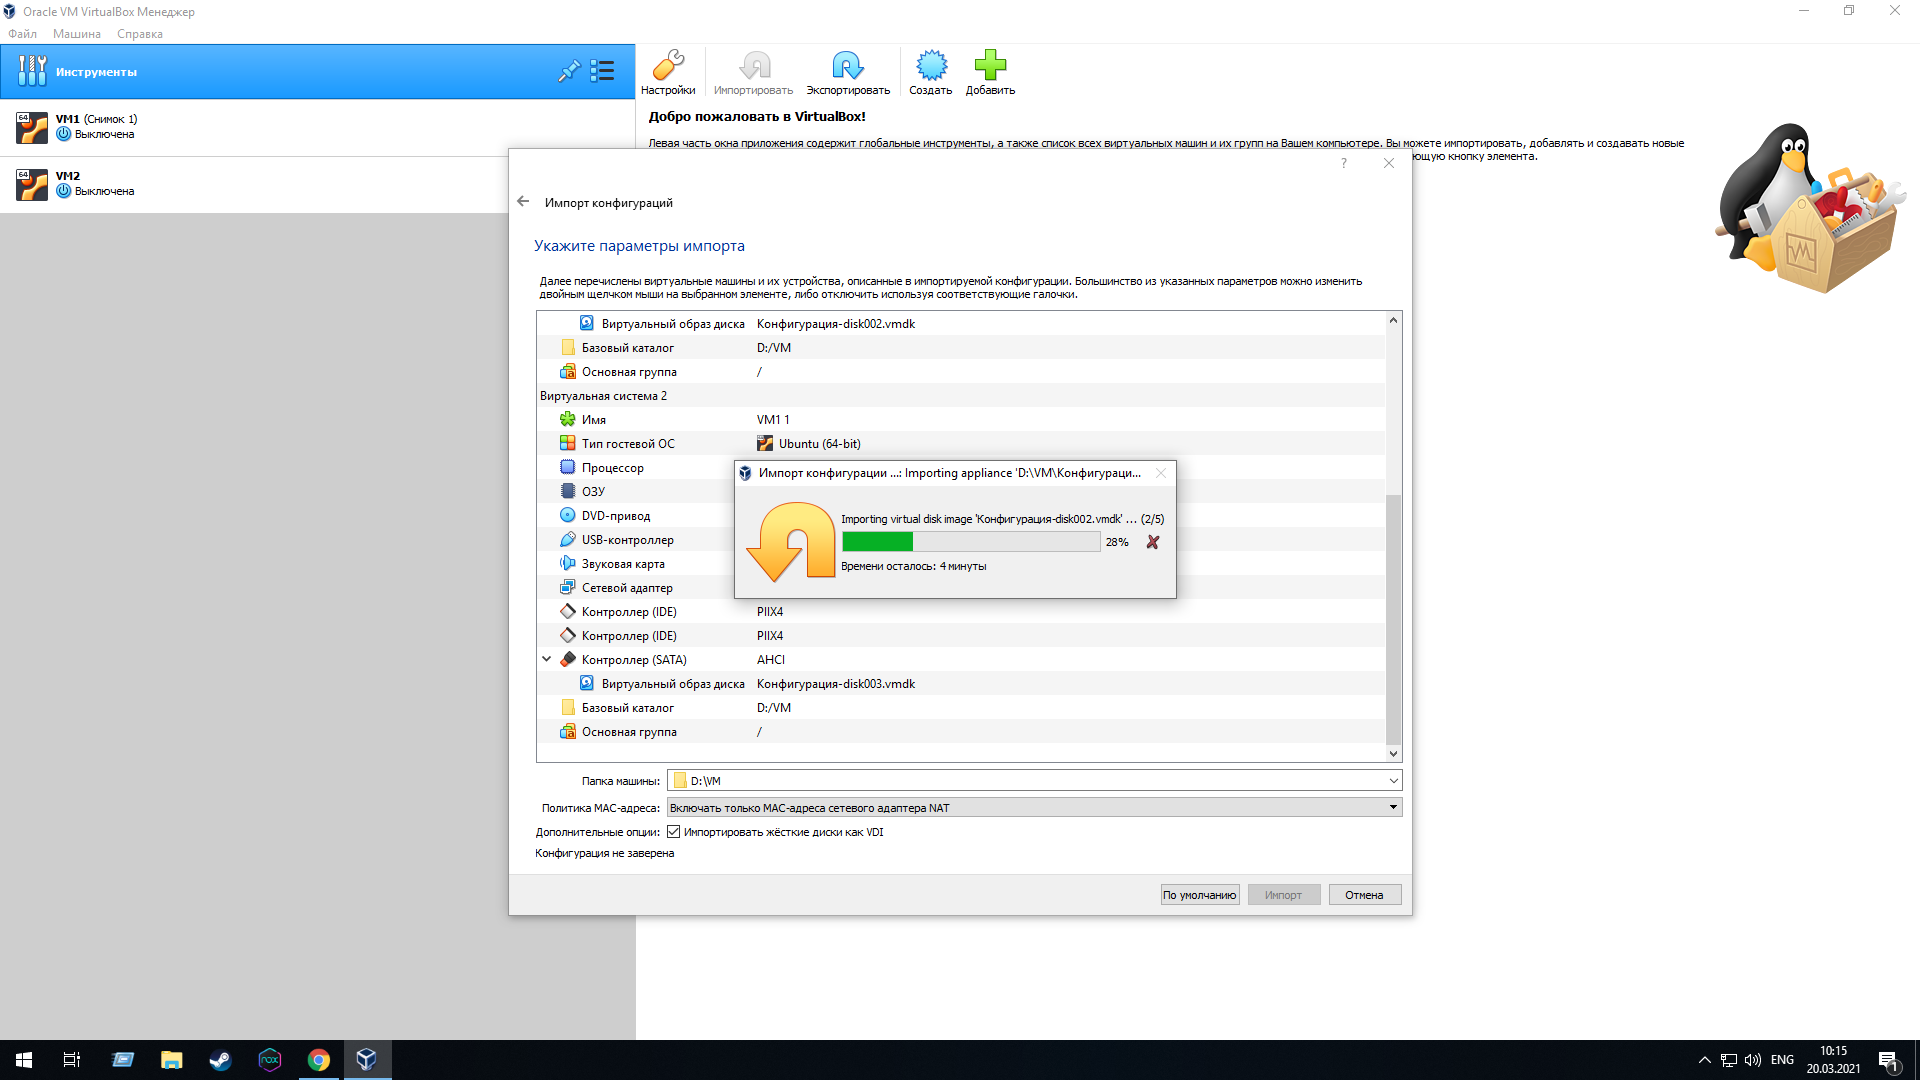 Oracle VM VirtualBox Менеджер
Файл Машина Справка
Инструменты
Настройки Импортировать Экспортировать Создать Добавить
64 VM1 (Снимок 1)
Выключена
64 VM2
Выключена
Добро пожаловать в VirtualBox!
Левая часть окна приложения содержит глобальные инструменты, а также список всех виртуальных машин и их групп на Вашем компьютере. Вы можете импортировать, добавлять и создавать новые
ющую кнопку элемента.
?
Импорт конфигураций
Укажите параметры импорта
Далее перечислены виртуальные машины и их устройства, описанные в импортируемой конфигурации. Большинство из указанных параметров можно изменить
двойным щелчком мыши на выбранном элементе, либо отключить используя соответствующие галочки.
Виртуальный образ диска Конфигурация-disk002.vmdk
Базовый каталог D:/VM
Основная группа /
Виртуальная система 2
Имя VM1 1
Тип гостевой ОС Ubuntu (64-bit)
Процессор
ОЗУ
DVD-привод
USB-контроллер
Звуковая карта
Сетевой адаптер
Контроллер (IDE) PIIX4
Контроллер (IDE) PIIX4
Контроллер (SATA) AHCI
Виртуальный образ диска Конфигурация-disk003.vmdk
Базовый каталог D:/VM
Основная группа /
Импорт конфигурации ...: Importing appliance 'D:\VM\Конфигураци...
Importing virtual disk image 'Конфигурация-disk002.vmdk' ... (2/5)
28%
Времени осталось: 4 минуты
Папка машины: D:\VM
Политика MAC-адреса: Включать только MAC-адреса сетевого адаптера NAT
Дополнительные опции: Импортировать жёсткие диски как VDI
Конфигурация не заверена
По умолчанию Импорт Отмена
nox
ENG
10:15
20.03.2021
1